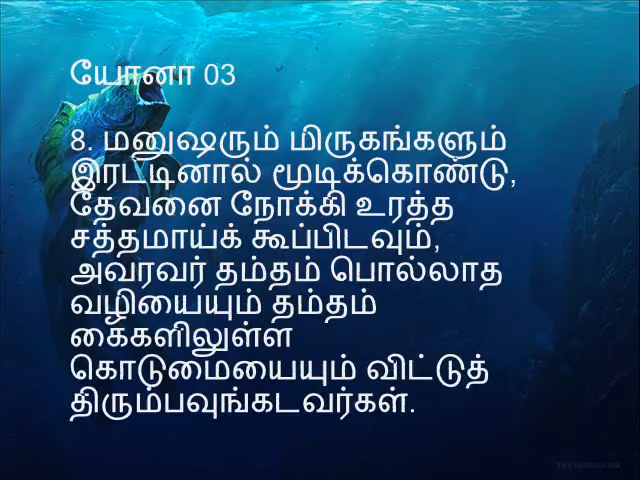 யோனா 03
8. மனுஷரும் மிருகங்களும்
இரட்டினால் மூடிக்கொண்டு,
தேவனை நோக்கி உரத்த
சத்தமாய்க் கூப்பிடவும்,
அவரவர் தம்தம் பொல்லாத
வழியையும் தம்தம்
கைகளிலுள்ள
கொடுமையையும் விட்டுத்
திரும்பவுங்கடவர்கள்.